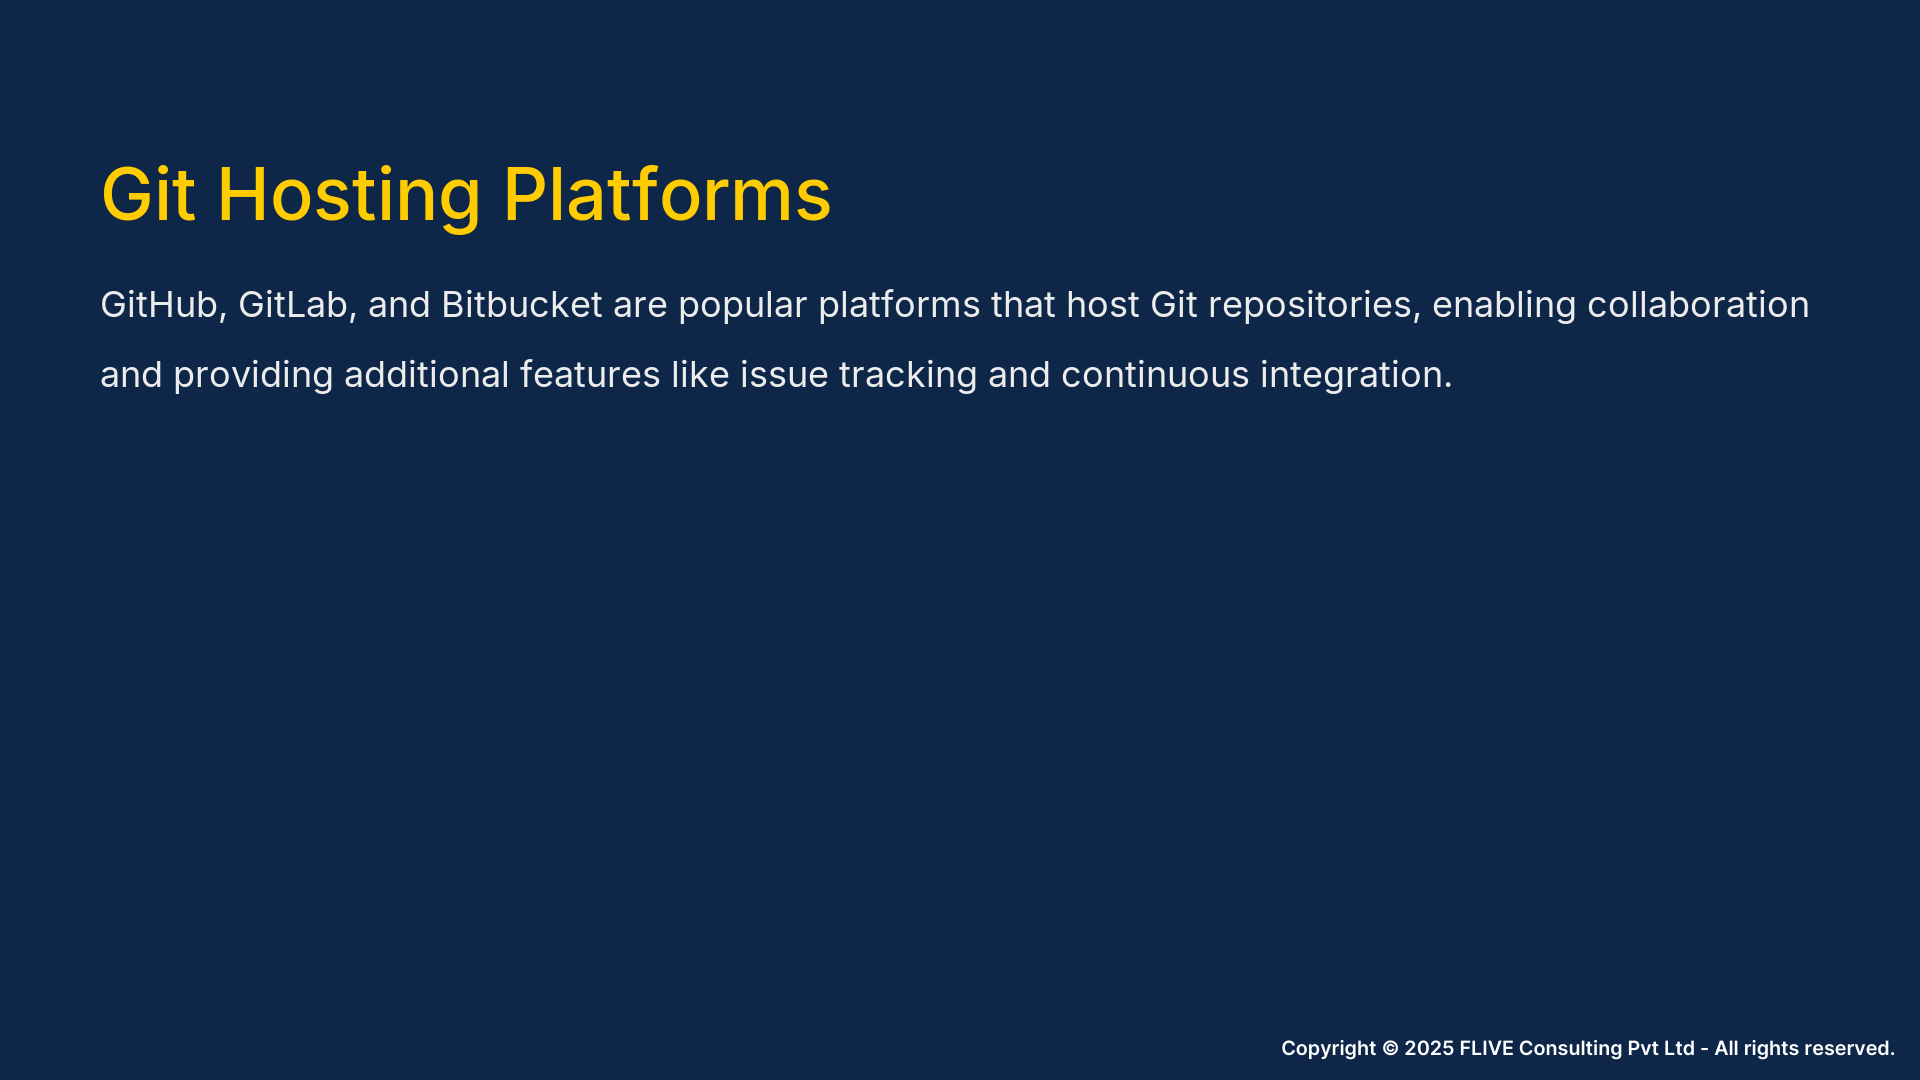 Git Hosting Platforms
GitHub, GitLab, and Bitbucket are popular platforms that host Git repositories, enabling collaboration
and providing additional features like issue tracking and continuous integration.
Copyright © 2025 FLIVE Consulting Pvt Ltd - All rights reserved.